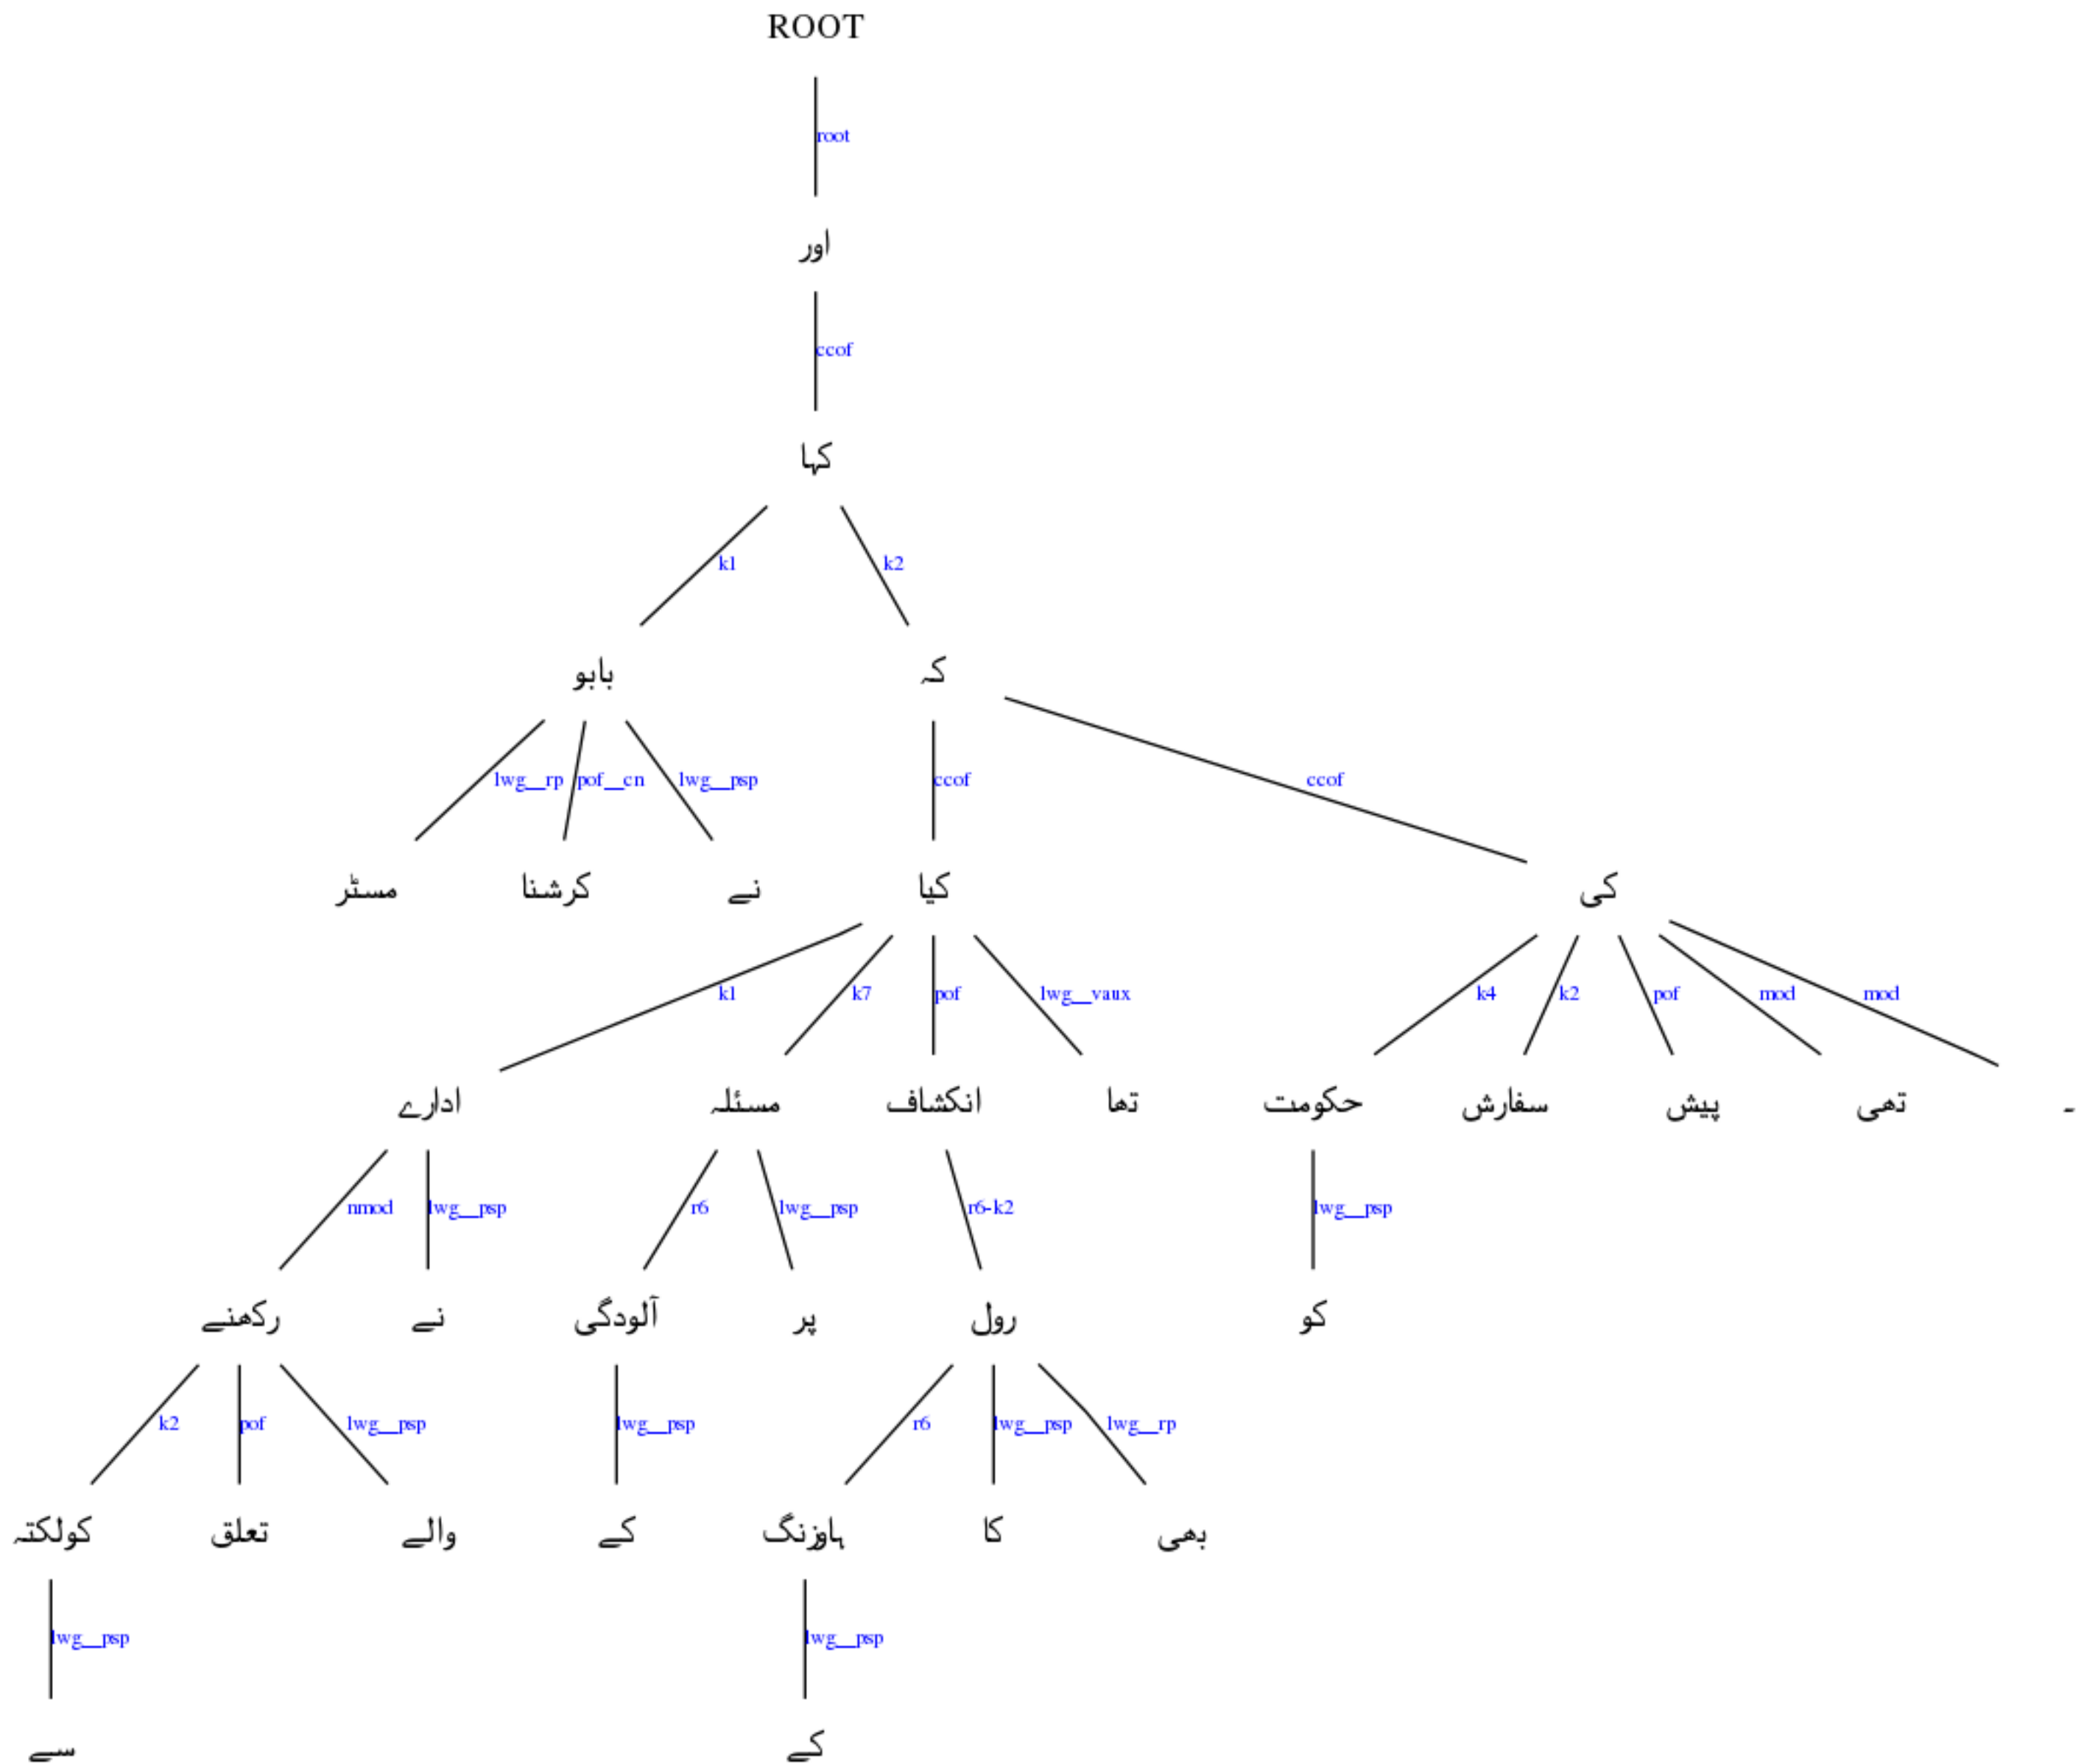 ROOT
root
اور
ccof
کہا
k1 k2
بابو کہ
lwg__rp pof__cn lwg__psp ccof ccof
مسٹر کرشنا نے کیا کی
k1 k7 pof lwg__vaux k4 k2 pof mod mod
ادارے مسئلہ انکشاف تھا حکومت سفارش پیش تھی ۔
nmod lwg__psp r6 lwg__psp r6-k2 lwg__psp
رکھنے نے آلودگی پر رول کو
k2 pof lwg__psp lwg__psp r6 lwg__psp lwg__rp
کولکتہ تعلق والے کے ہاوزنگ کا بھی
lwg__psp lwg__psp
سے کے